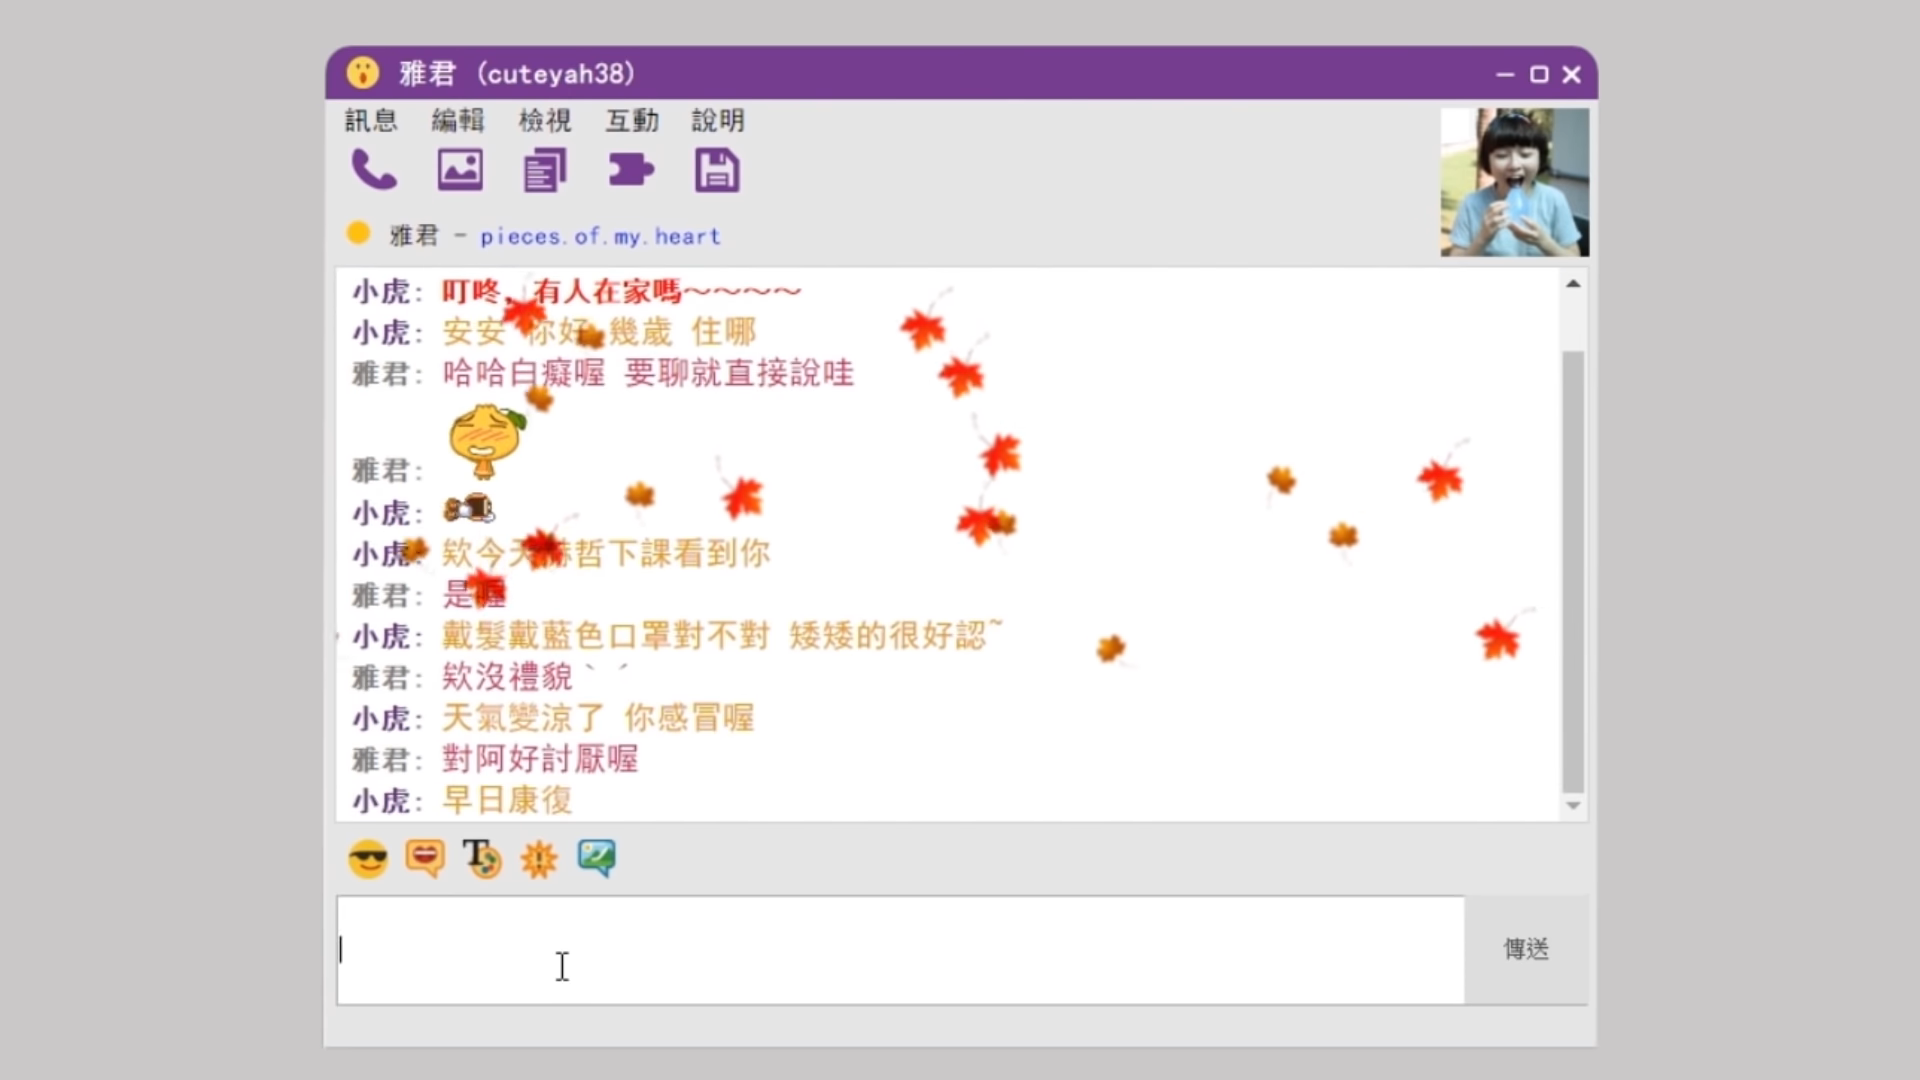 雅君 (cuteyah38)
訊息 編輯 檢視 互動 說明
雅君 - pieces.of.my.heart
小虎: 叮咚, 有人在家嗎~~~~
小虎: 安安 你好 幾歲 住哪
雅君: 哈哈白癡喔 要聊就直接說哇
雅君:
小虎:
小虎: 欸今天赫哲下課看到你
雅君: 是喔
小虎: 戴髮戴藍色口罩對不對 矮矮的很好認~
雅君: 欸沒禮貌ˋˊ
小虎: 天氣變涼了 你感冒喔
雅君: 對阿好討厭喔
小虎: 早日康復
傳送